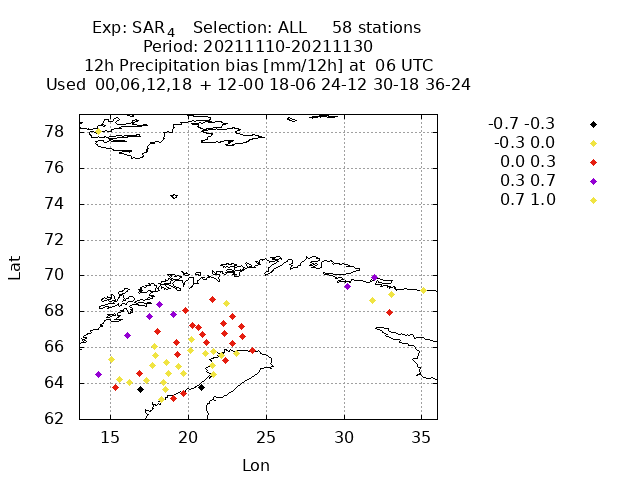 Exp: SAR4 Selection: ALL 58 stations
Period: 20211110-20211130
12h Precipitation bias [mm/12h] at 06 UTC
Used 00,06,12,18 + 12-00 18-06 24-12 30-18 36-24
-0.7 -0.3
-0.3 0.0
0.0 0.3
0.3 0.7
0.7 1.0
78
76
74
72
70
68
66
64
62
Lat
15 20 25 30 35
Lon